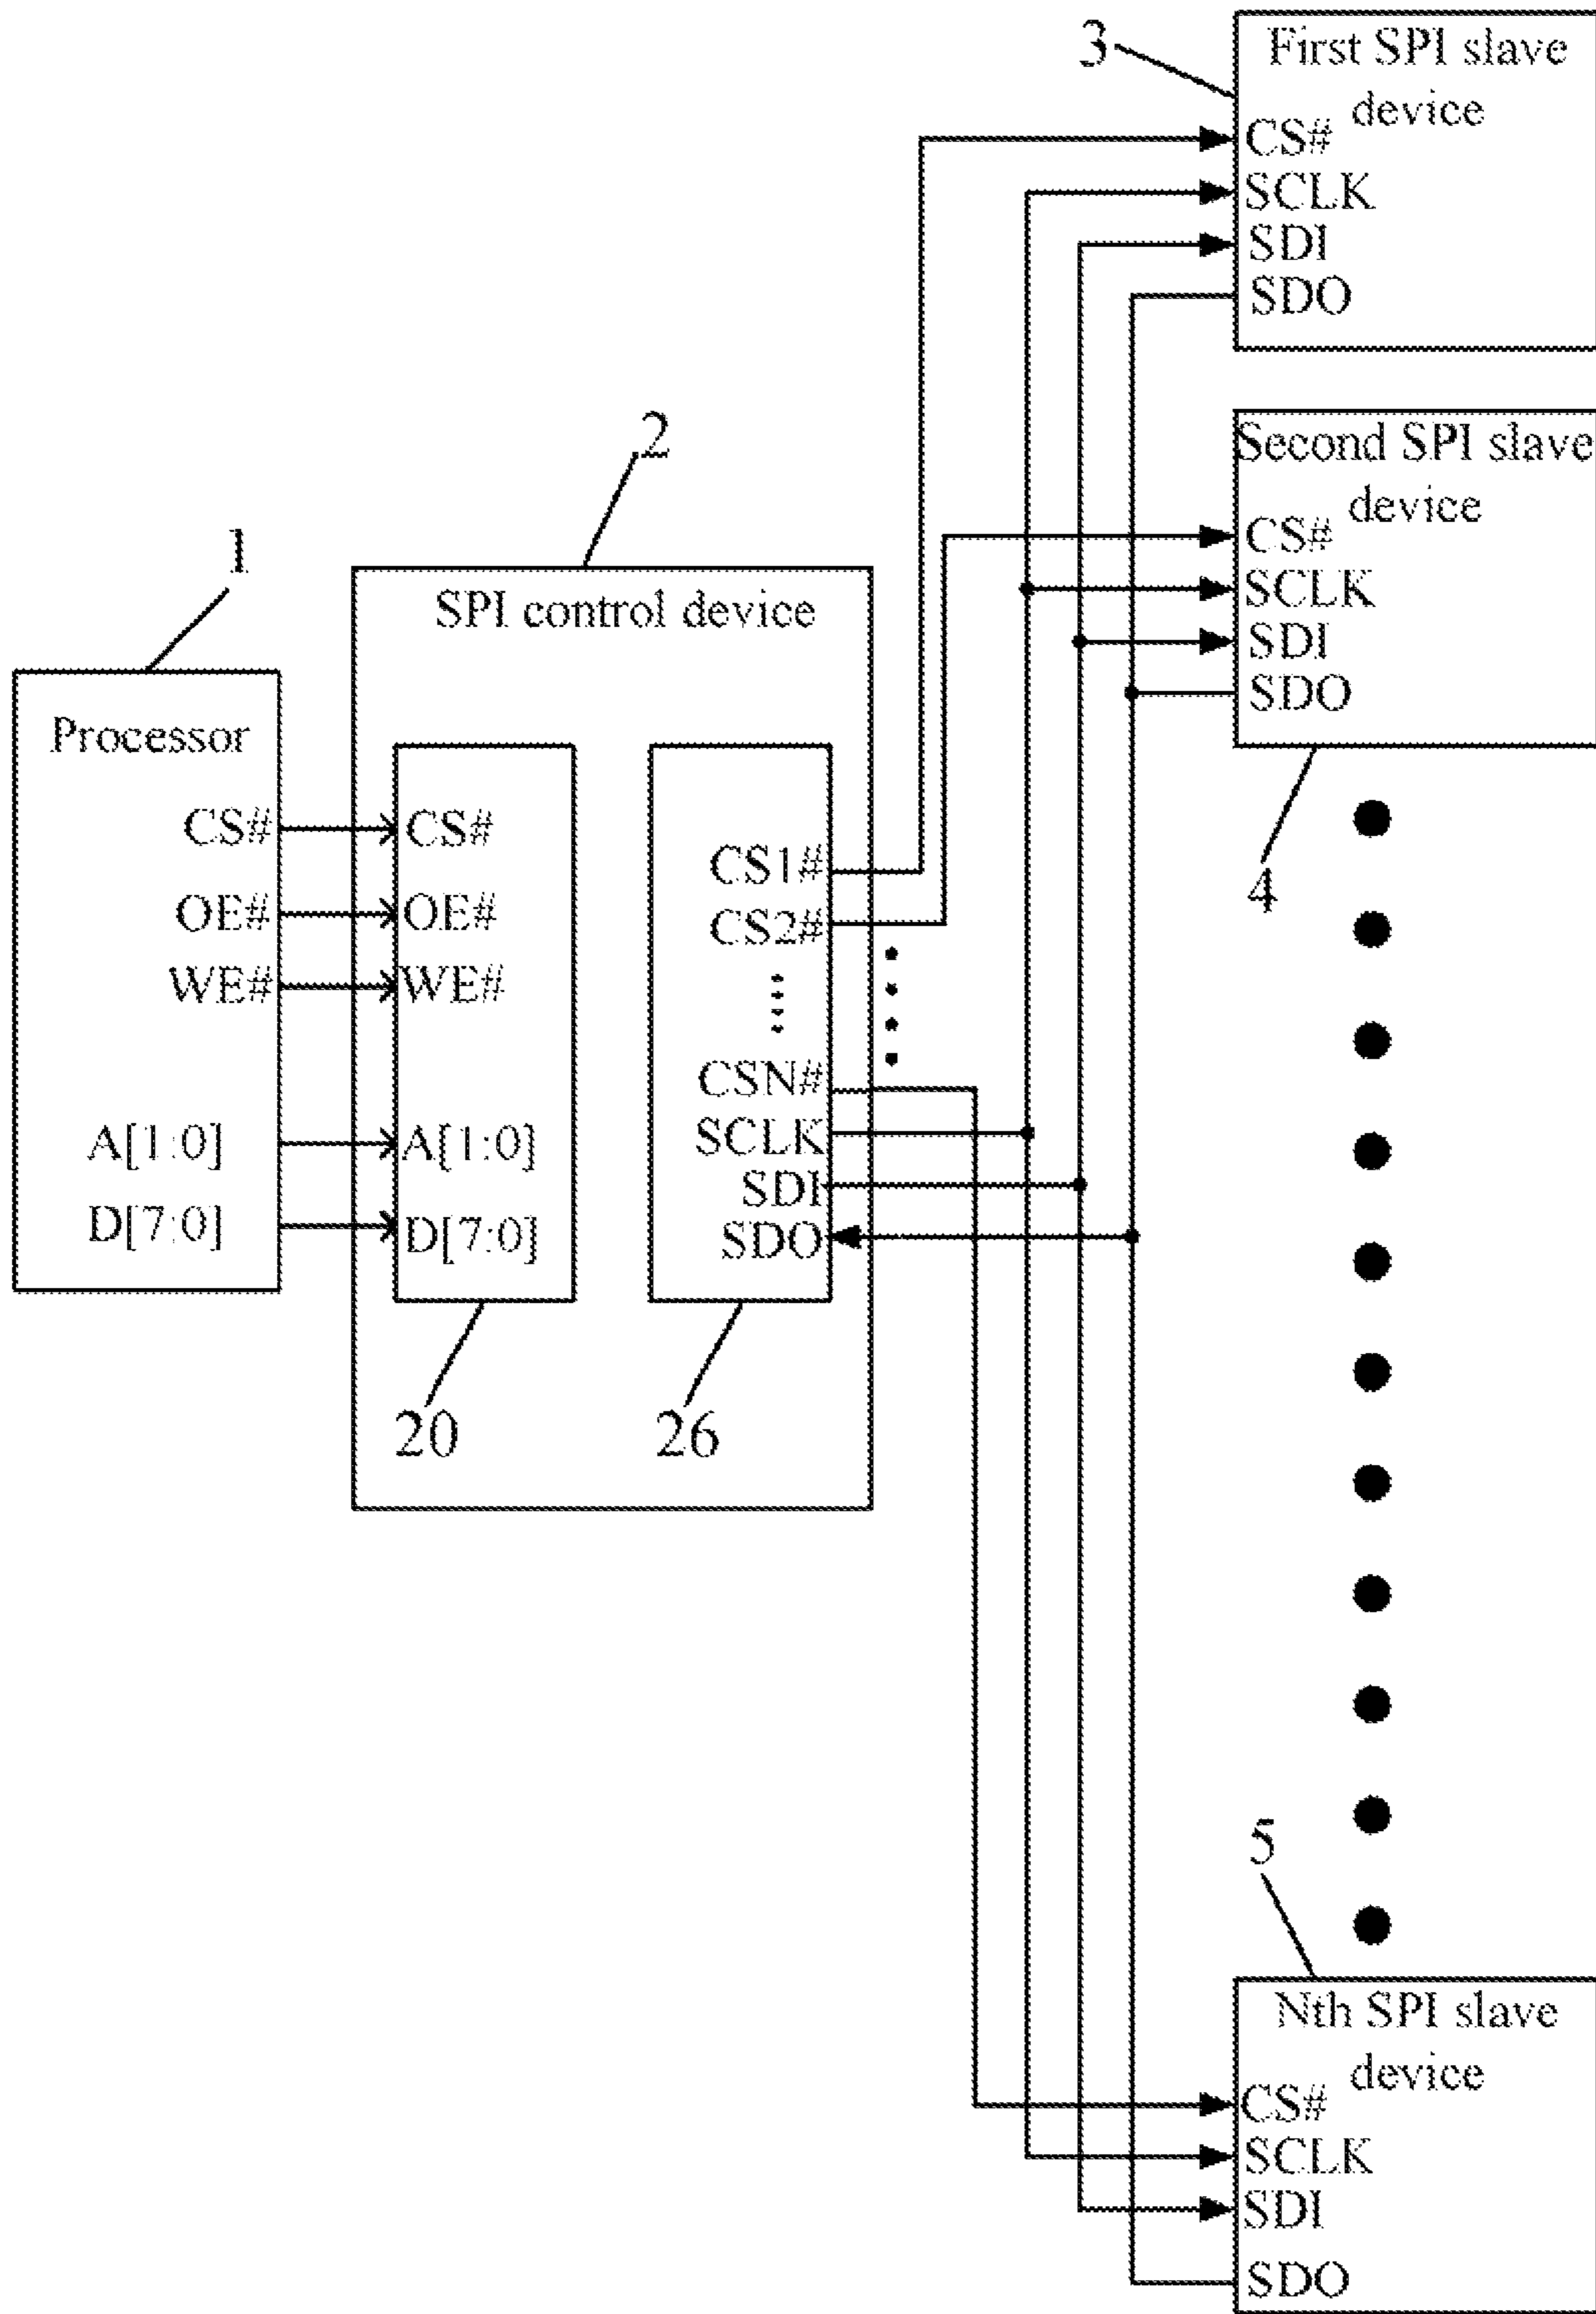 3
First SPI slave
device
CS#
SCLK
SDI
SDO
2
Second SPI slave
device
CS#
SCLK
SDI
SDO
4
1
SPI control device
Processor
CS#
OE#
WE#
A[1:0]
D[7:0]
CS#
OE#
WE#
A[1:0]
D[7:0]
CS1#
CS2#
CSN#
SCLK
SDI
SDO
20
26
5
Nth SPI slave
device
CS#
SCLK
SDI
SDO